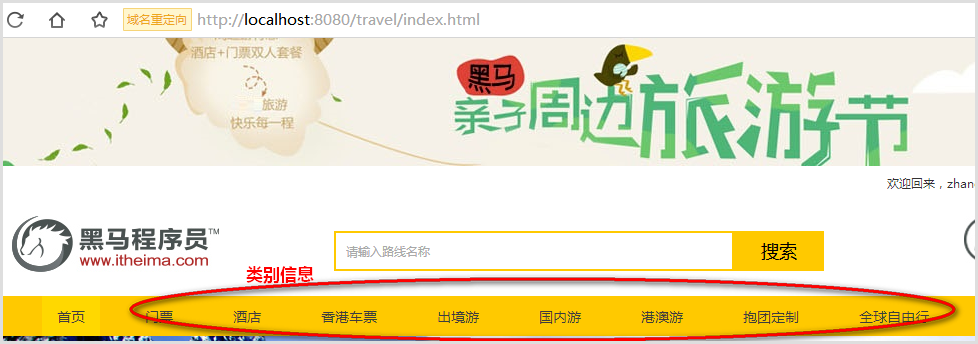 域名重定向 http://localhost:8080/travel/index.html
酒店+门票双人套餐
旅游
快乐每一程
黑马
亲子周边旅游节
欢迎回来，zhan
黑马程序员™
www.itheima.com
请输入路线名称 搜索
类别信息
首页 门票 酒店 香港车票 出境游 国内游 港澳游 抱团定制 全球自由行